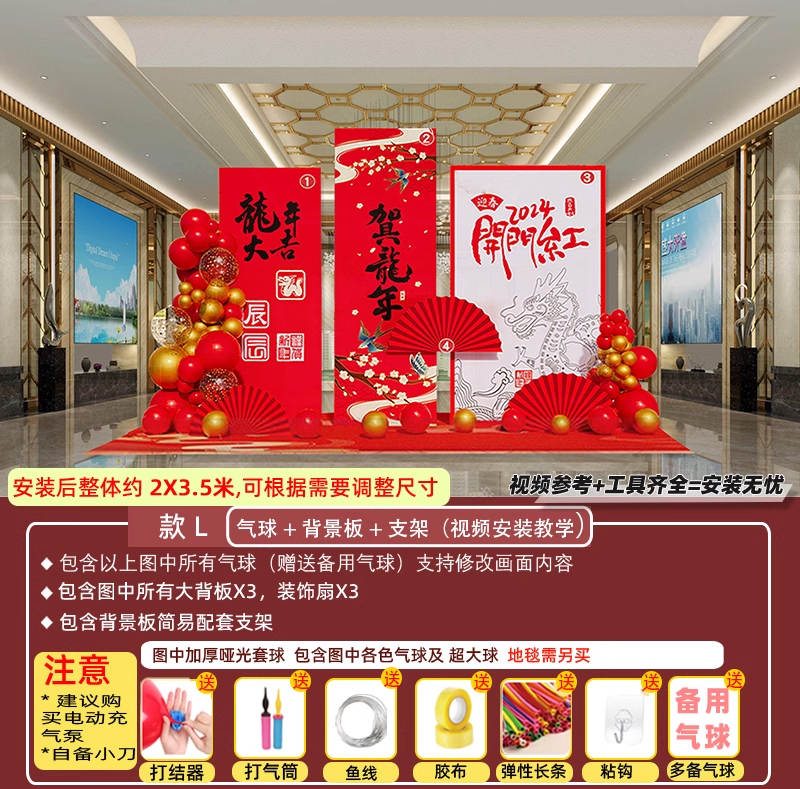 ①
龍年
大吉
辰
辰
②
賀龍年
③
迎春
2024
開門紅
④
Digital Dream Chapter
安装后整体约 2X3.5米,可根据需要调整尺寸
视频参考+工具齐全=安装无忧
款 L
气球 + 背景板 + 支架（视频安装教学）
◆ 包含以上图中所有气球（赠送备用气球）支持修改画面内容
◆ 包含图中所有大背板X3，装饰扇X3
◆ 包含背景板简易配套支架
注意
* 建议购
买电动充
气泵
*自备小刀
图中加厚哑光套球 包含图中各色气球及 超大球 地毯需另买
送
送
送
送
送
送
送
备用
气球
打结器
打气筒
鱼线
胶布
弹性长条
粘钩
多备气球